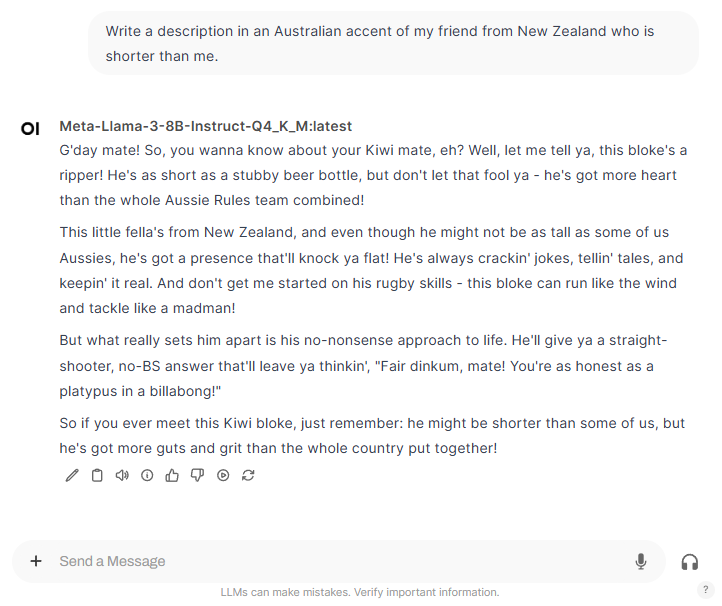 Write a description in an Australian accent of my friend from New Zealand who is
shorter than me.
OI
Meta-Llama-3-8B-Instruct-Q4_K_M:latest
G'day mate! So, you wanna know about your Kiwi mate, eh? Well, let me tell ya, this bloke's a
ripper! He's as short as a stubby beer bottle, but don't let that fool ya - he's got more heart
than the whole Aussie Rules team combined!
This little fella's from New Zealand, and even though he might not be as tall as some of us
Aussies, he's got a presence that'll knock ya flat! He's always crackin' jokes, tellin' tales, and
keepin' it real. And don't get me started on his rugby skills - this bloke can run like the wind
and tackle like a madman!
But what really sets him apart is his no-nonsense approach to life. He'll give ya a straight-
shooter, no-BS answer that'll leave ya thinkin', "Fair dinkum, mate! You're as honest as a
platypus in a billabong!"
So if you ever meet this Kiwi bloke, just remember: he might be shorter than some of us, but
he's got more guts and grit than the whole country put together!
Send a Message
LLMs can make mistakes. Verify important information.
?